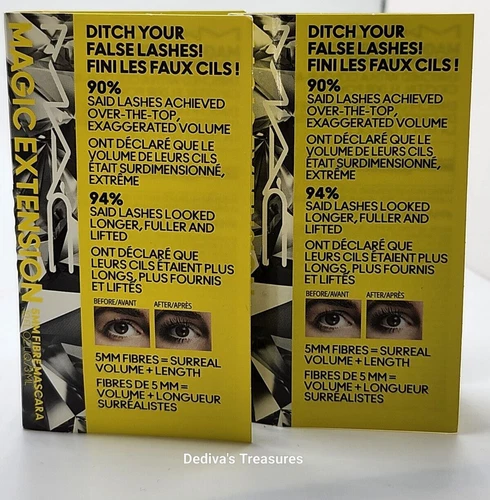 MAGIC EXTENSION
5MM FIBRE MASCARA
MAC
DITCH YOUR
FALSE LASHES!
FINI LES FAUX CILS !
90%
SAID LASHES ACHIEVED
OVER-THE-TOP,
EXAGGERATED VOLUME
ONT DÉCLARÉ QUE LE
VOLUME DE LEURS CILS
ÉTAIT SURDIMENSIONNÉ,
EXTRÊME
94%
SAID LASHES LOOKED
LONGER, FULLER AND
LIFTED
ONT DÉCLARÉ QUE
LEURS CILS ÉTAIENT PLUS
LONGS, PLUS FOURNIS
ET LIFTÉS
BEFORE/AVANT AFTER/APRÈS
5MM FIBRES = SURREAL
VOLUME + LENGTH
FIBRES DE 5 MM =
VOLUME + LONGUEUR
SURRÉALISTES
MAC
DITCH YOUR
FALSE LASHES!
FINI LES FAUX CILS !
90%
SAID LASHES ACHIEVED
OVER-THE-TOP,
EXAGGERATED VOLUME
ONT DÉCLARÉ QUE LE
VOLUME DE LEURS CILS
ÉTAIT SURDIMENSIONNÉ,
EXTRÊME
94%
SAID LASHES LOOKED
LONGER, FULLER AND
LIFTED
ONT DÉCLARÉ QUE
LEURS CILS ÉTAIENT PLUS
LONGS, PLUS FOURNIS
ET LIFTÉS
BEFORE/AVANT AFTER/APRÈS
5MM FIBRES = SURREAL
VOLUME + LENGTH
FIBRES DE 5 MM =
VOLUME + LONGUEUR
SURRÉALISTES
Dediva's Treasures